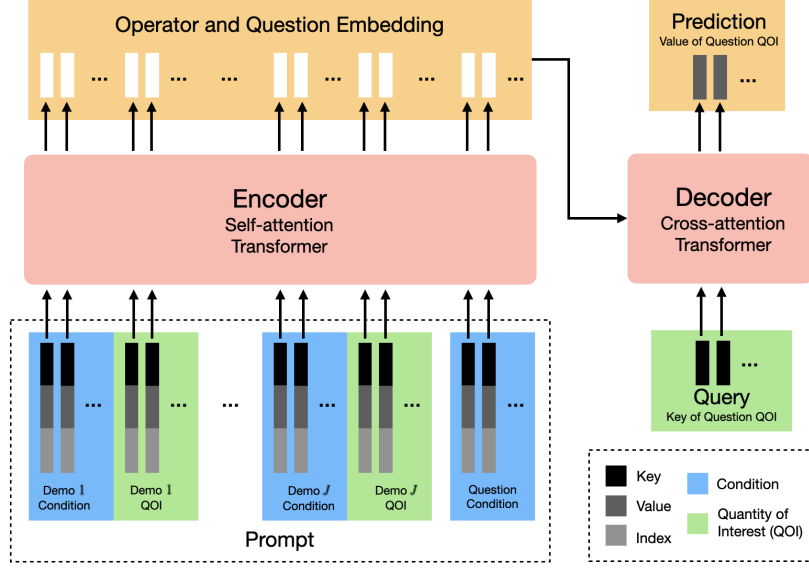 Operator and Question Embedding
... ... ... ... ... ...
Prediction
Value of Question QOI
...
Encoder
Self-attention
Transformer
Decoder
Cross-attention
Transformer
... ... ... ... ... ...
Demo 1
Condition
Demo 1
QOI
Demo J
Condition
Demo J
QOI
Question
Condition
Prompt
...
Query
Key of Question QOI
Key
Value
Index
Condition
Quantity of
Interest (QOI)